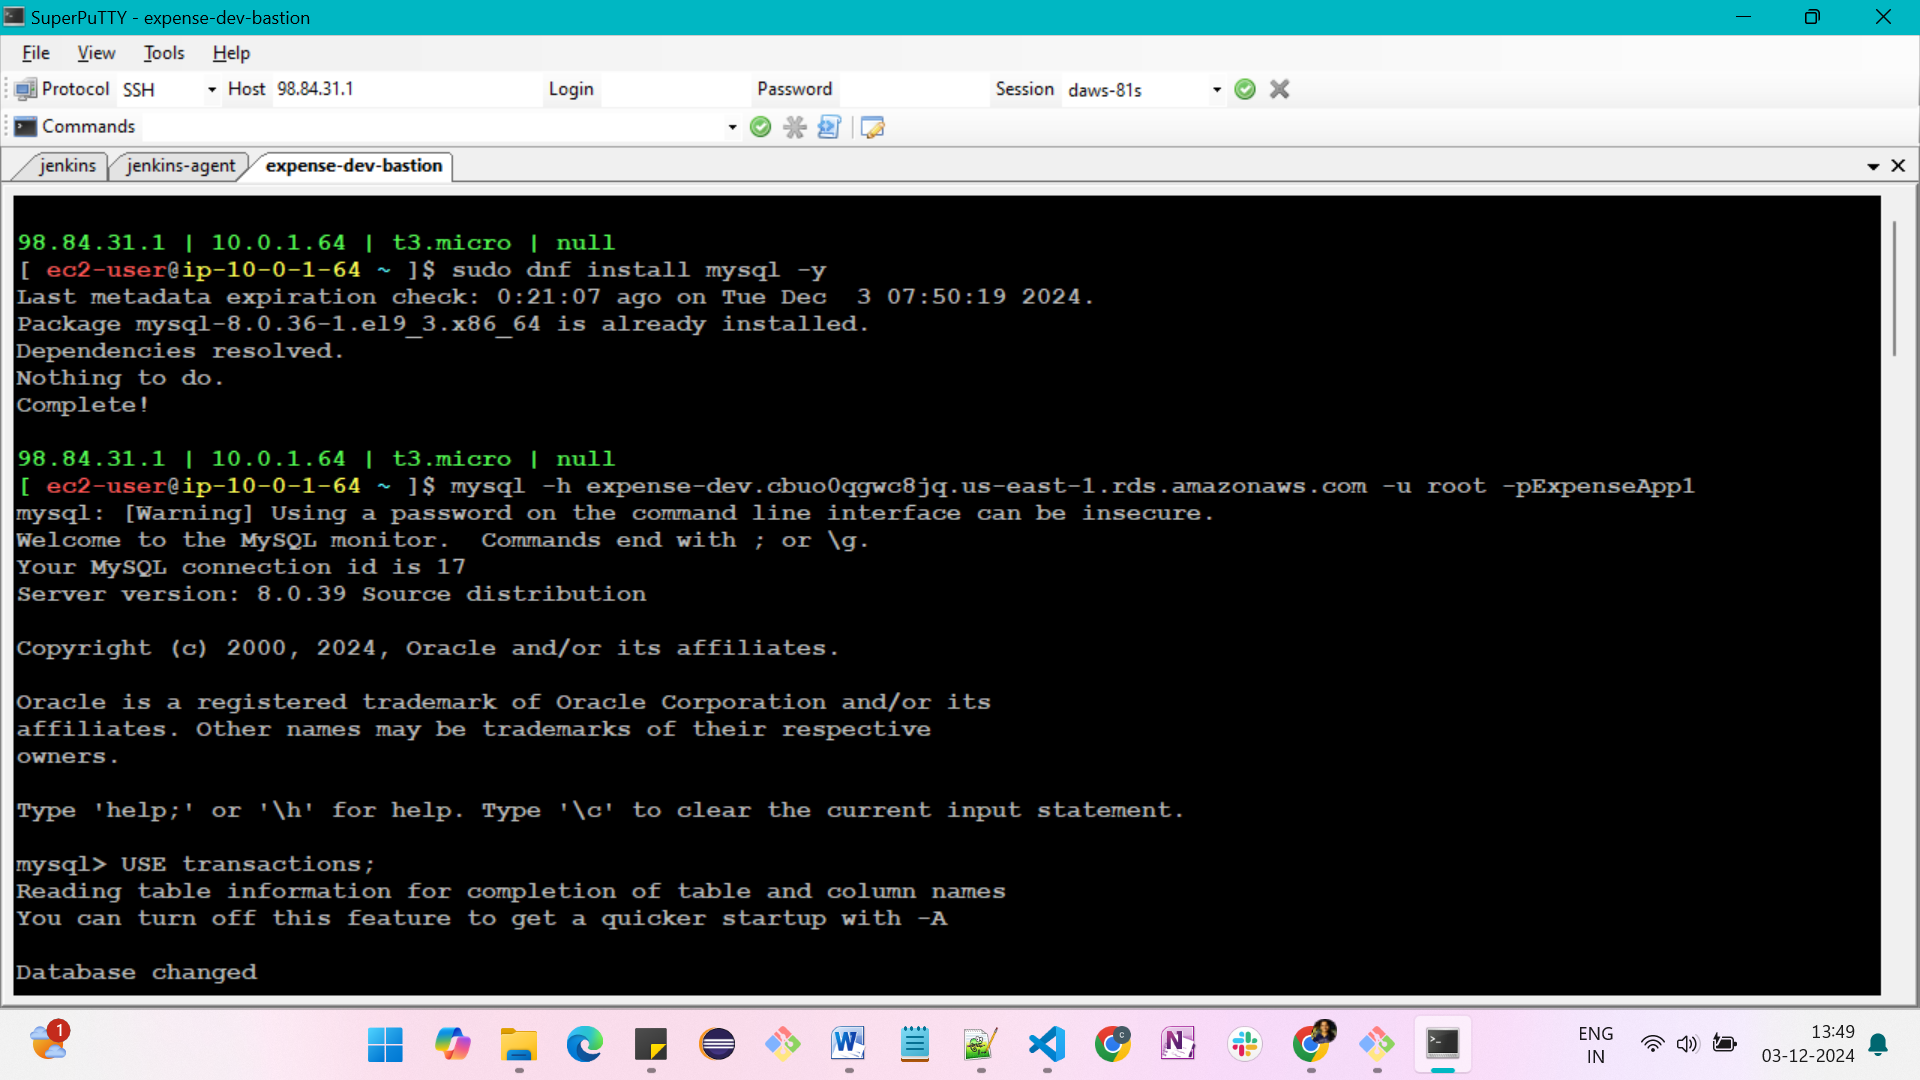 SuperPuTTY - expense-dev-bastion
File View Tools Help
Protocol SSH Host 98.84.31.1 Login Password Session daws-81s
Commands
jenkins jenkins-agent expense-dev-bastion
98.84.31.1 | 10.0.1.64 | t3.micro | null
[ ec2-user@ip-10-0-1-64 ~ ]$ sudo dnf install mysql -y
Last metadata expiration check: 0:21:07 ago on Tue Dec  3 07:50:19 2024.
Package mysql-8.0.36-1.el9_3.x86_64 is already installed.
Dependencies resolved.
Nothing to do.
Complete!
98.84.31.1 | 10.0.1.64 | t3.micro | null
[ ec2-user@ip-10-0-1-64 ~ ]$ mysql -h expense-dev.cbuo0qgwc8jq.us-east-1.rds.amazonaws.com -u root -pExpenseApp1
mysql: [Warning] Using a password on the command line interface can be insecure.
Welcome to the MySQL monitor.  Commands end with ; or \g.
Your MySQL connection id is 17
Server version: 8.0.39 Source distribution
Copyright (c) 2000, 2024, Oracle and/or its affiliates.
Oracle is a registered trademark of Oracle Corporation and/or its
affiliates. Other names may be trademarks of their respective
owners.
Type 'help;' or '\h' for help. Type '\c' to clear the current input statement.
mysql> USE transactions;
Reading table information for completion of table and column names
You can turn off this feature to get a quicker startup with -A
Database changed
1
ENG
IN
13:49
03-12-2024